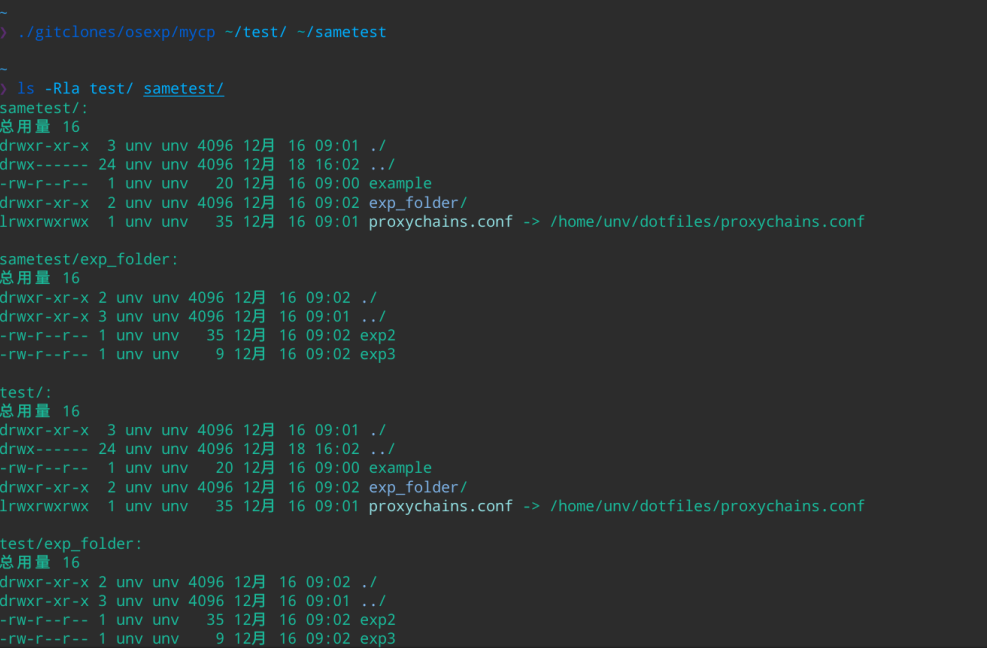 ~
❯ ./gitclones/osexp/mycp ~/test/ ~/sametest
~
❯ ls -Rla test/ sametest/
sametest/:
总用量 16
drwxr-xr-x  3 unv unv 4096 12月  16 09:01 ./
drwx------ 24 unv unv 4096 12月  18 16:02 ../
-rw-r--r--  1 unv unv   20 12月  16 09:00 example
drwxr-xr-x  2 unv unv 4096 12月  16 09:02 exp_folder/
lrwxrwxrwx  1 unv unv   35 12月  16 09:01 proxychains.conf -> /home/unv/dotfiles/proxychains.conf
sametest/exp_folder:
总用量 16
drwxr-xr-x 2 unv unv 4096 12月  16 09:02 ./
drwxr-xr-x 3 unv unv 4096 12月  16 09:01 ../
-rw-r--r-- 1 unv unv   35 12月  16 09:02 exp2
-rw-r--r-- 1 unv unv    9 12月  16 09:02 exp3
test/:
总用量 16
drwxr-xr-x  3 unv unv 4096 12月  16 09:01 ./
drwx------ 24 unv unv 4096 12月  18 16:02 ../
-rw-r--r--  1 unv unv   20 12月  16 09:00 example
drwxr-xr-x  2 unv unv 4096 12月  16 09:02 exp_folder/
lrwxrwxrwx  1 unv unv   35 12月  16 09:01 proxychains.conf -> /home/unv/dotfiles/proxychains.conf
test/exp_folder:
总用量 16
drwxr-xr-x 2 unv unv 4096 12月  16 09:02 ./
drwxr-xr-x 3 unv unv 4096 12月  16 09:01 ../
-rw-r--r-- 1 unv unv   35 12月  16 09:02 exp2
-rw-r--r-- 1 unv unv    9 12月  16 09:02 exp3